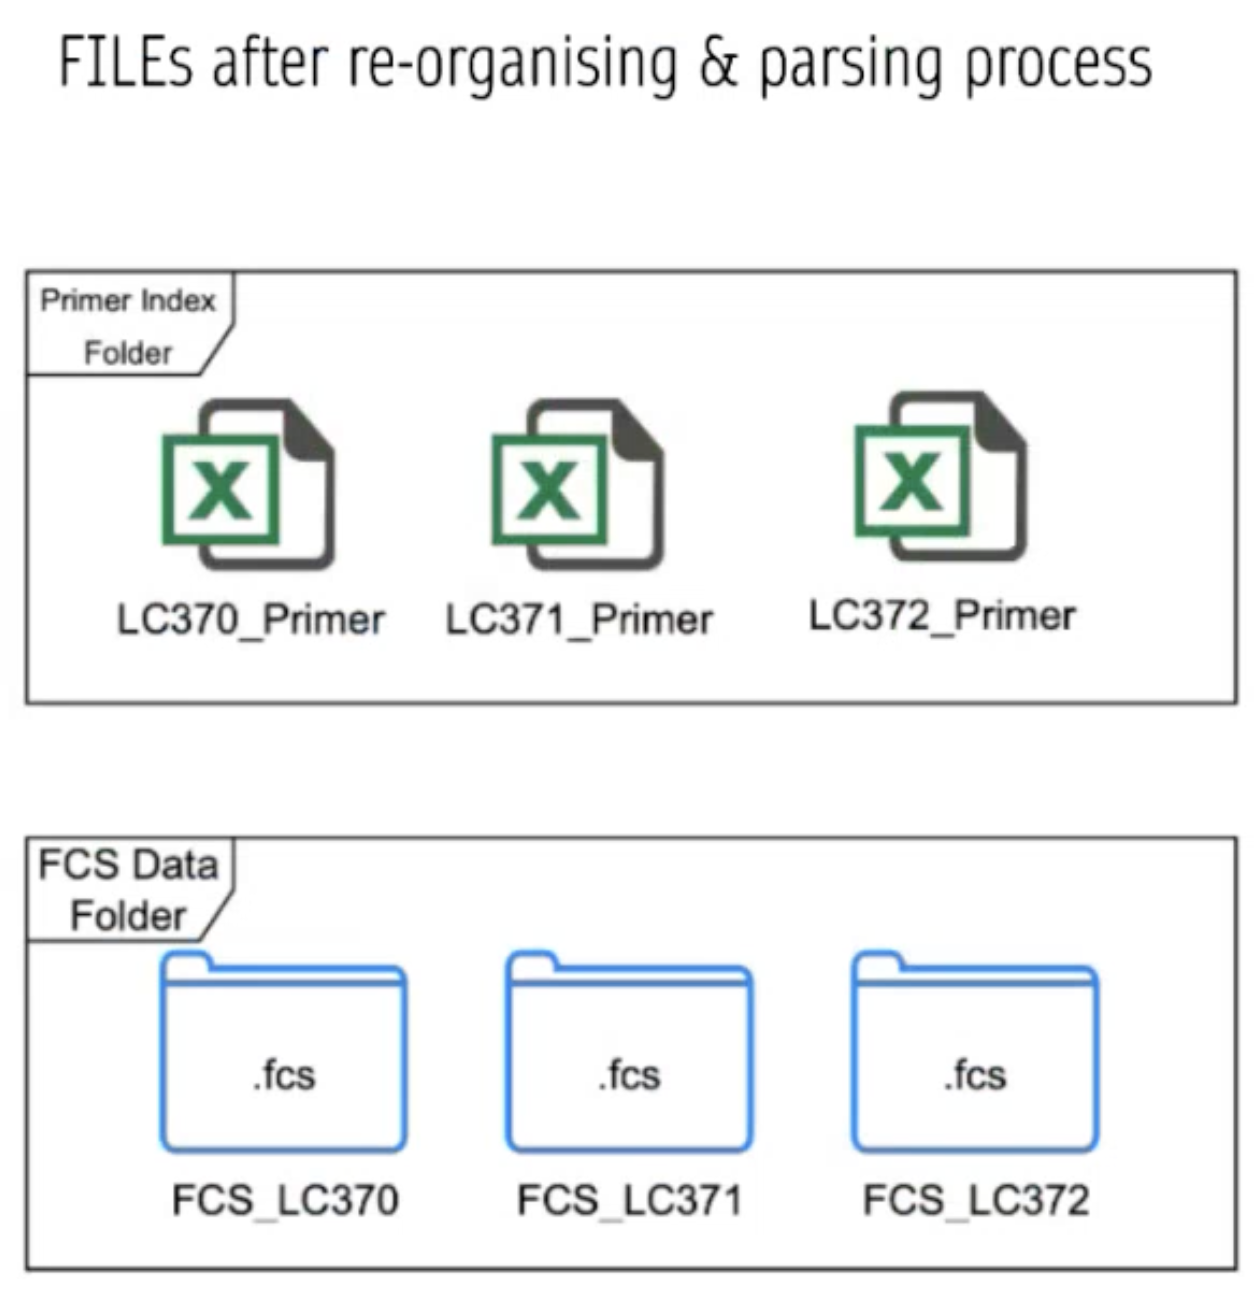 FILEs after re-organising & parsing process
Primer Index
Folder
X
X
X
LC370_Primer
LC371_Primer
LC372_Primer
FCS Data
Folder
.fcs
.fcs
.fcs
FCS_LC370
FCS_LC371
FCS_LC372